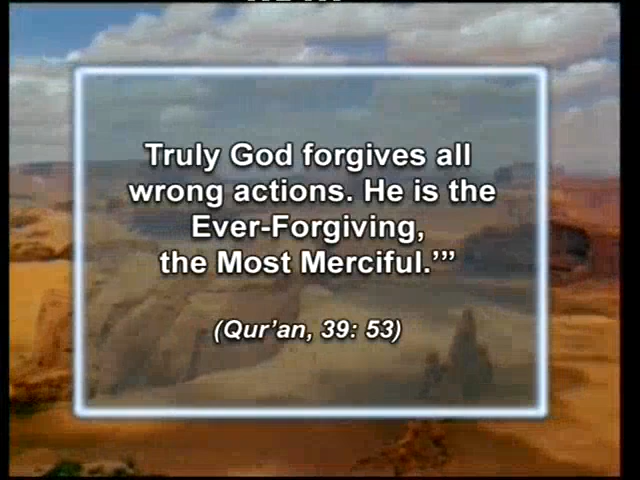 Truly God forgives all
wrong actions. He is the
Ever-Forgiving,
the Most Merciful.’”
(Qur’an, 39: 53)